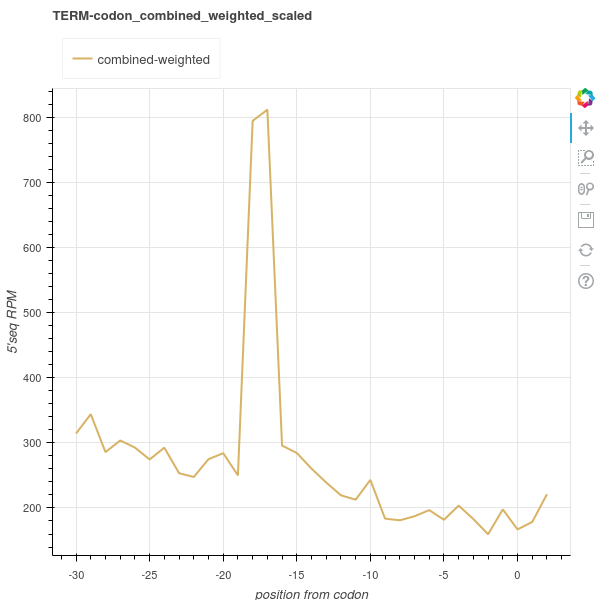 TERM-codon_combined_weighted_scaled
combined-weighted
800
700
600
500
400
300
200
5'seq RPM
-30 -25 -20 -15 -10 -5 0
position from codon